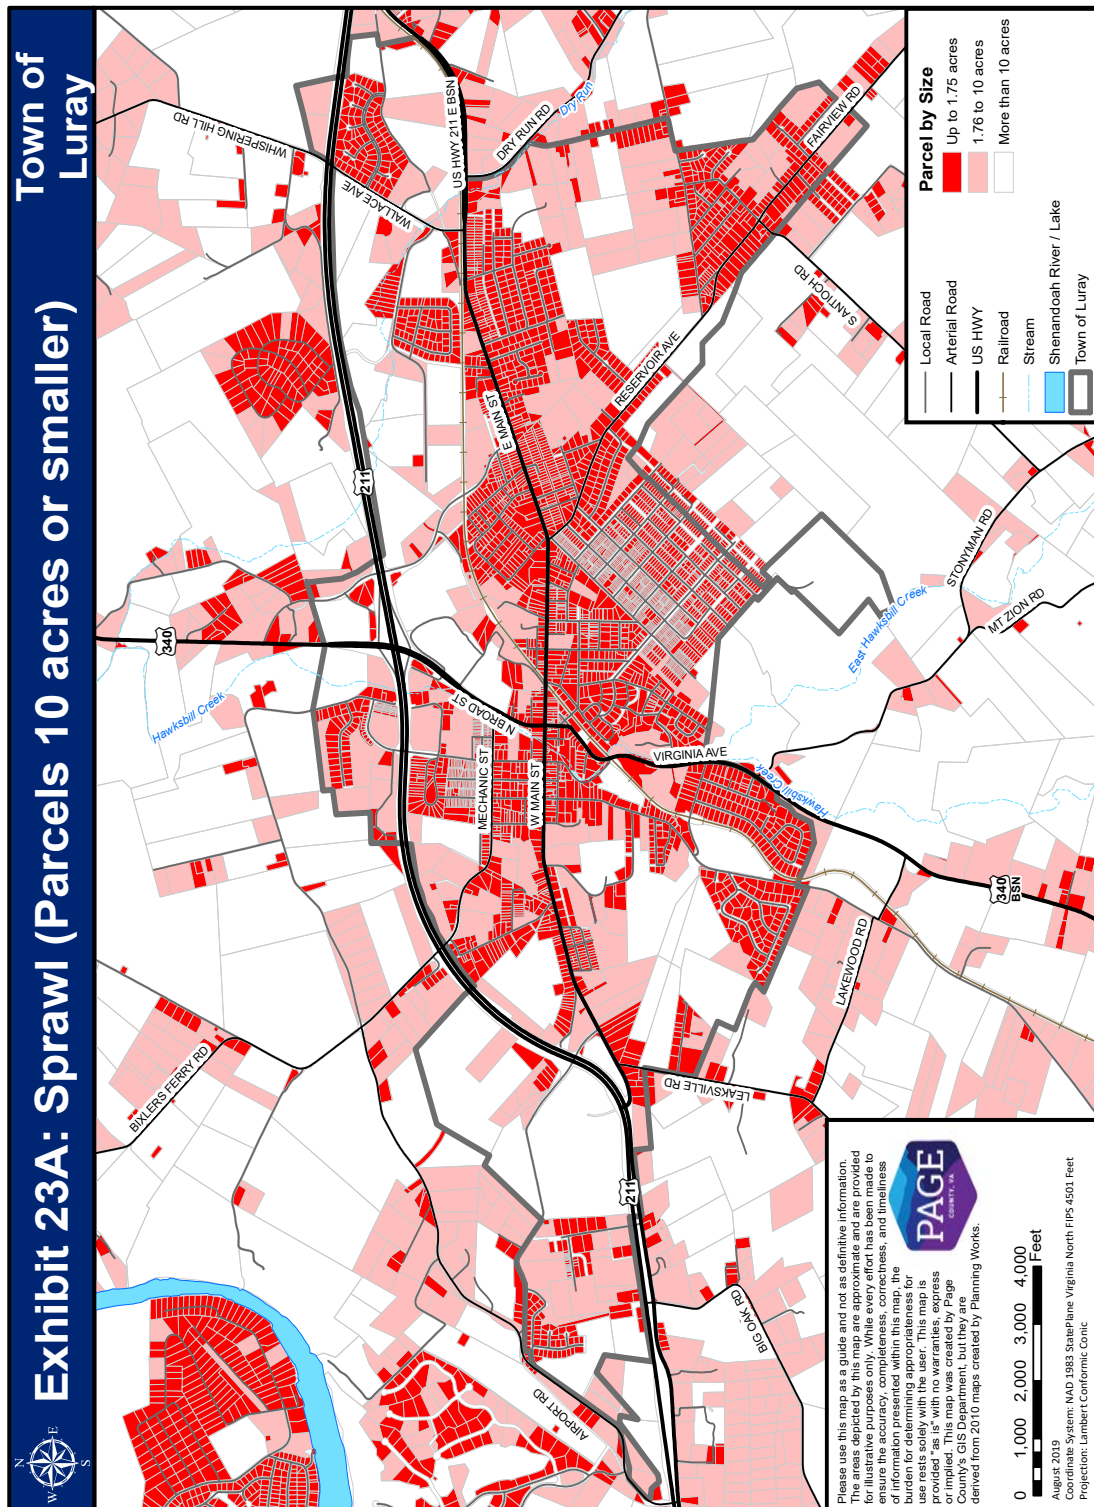 Exhibit 23A: Sprawl (Parcels 10 acres or smaller)
Town of
Luray
N
W
E
S
WHISPERING HILL RD
WALLACE AVE
US HWY 211 E BSN
DRY RUN RD
Dry Run
FAIRVIEW RD
S ANTIOCH RD
RESERVOIR AVE
E MAIN ST
211
340
Hawksbill Creek
N BROAD ST
MECHANIC ST
W MAIN ST
VIRGINIA AVE
Hawksbill Creek
East Hawksbill Creek
STONYMAN RD
MT ZION RD
340
BSN
LAKEWOOD RD
LEAKSVILLE RD
BIXLERS FERRY RD
211
BIG OAK RD
AIRPORT RD
Parcel by Size
Up to 1.75 acres
1.76 to 10 acres
More than 10 acres
Local Road
Arterial Road
US HWY
Railroad
Stream
Shenandoah River / Lake
Town of Luray
Please use this map as a guide and not as definitive information.
The areas depicted by this map are approximate and are provided
for illustrative purposes only. While every effort has been made to
ensure the accuracy, completeness, correctness, and timeliness
of information presented within this map, the
burden for determining appropriateness for
use rests solely with the user. This map is
provided "as is" with no warranties, express
or implied. This map was created by Page
County's GIS Department, but they are
derived from 2010 maps created by Planning Works.
PAGE
COUNTY, VA
0 1,000 2,000 3,000 4,000
Feet
August 2019
Coordinate System: NAD 1983 StatePlane Virginia North FIPS 4501 Feet
Projection: Lambert Conformic Conic